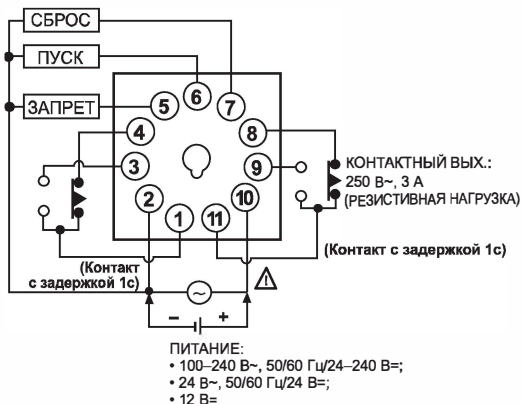 СБРОС
ПУСК
ЗАПРЕТ
6
5
7
4
8
3
9
2
10
1
11
КОНТАКТНЫЙ ВЫХ.:
250 В~, 3 А
(РЕЗИСТИВНАЯ НАГРУЗКА)
(Контакт с задержкой 1с)
(Контакт
с задержкой 1с)
~
!
– +
ПИТАНИЕ:
• 100–240 В~, 50/60 Гц/24–240 В=;
• 24 В~, 50/60 Гц/24 В=;
• 12 В=